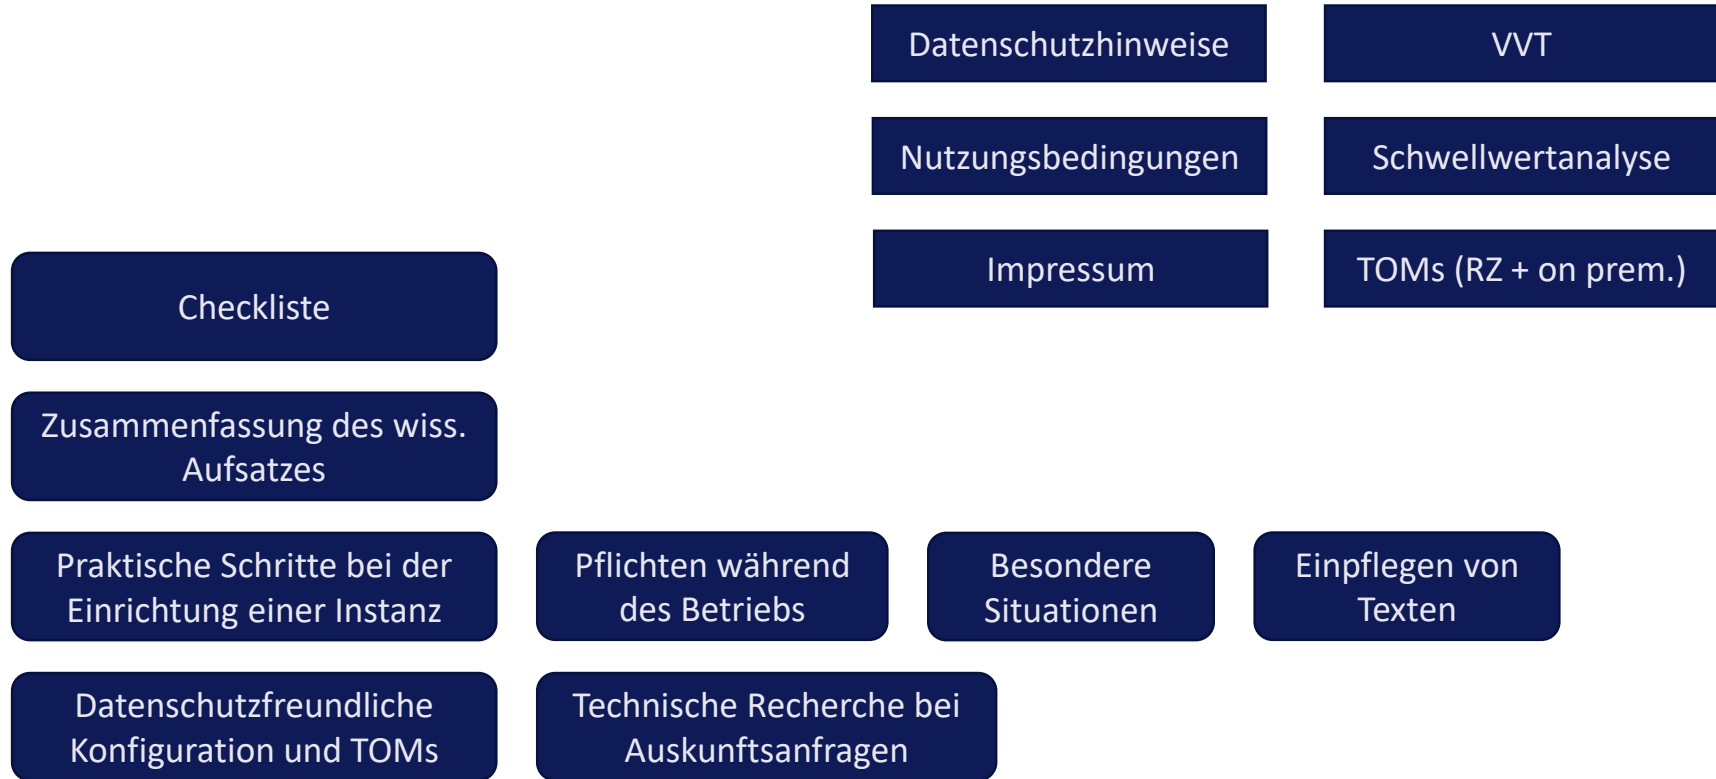 Datenschutzhinweise
VVT
Nutzungsbedingungen
Schwellwertanalyse
Impressum
TOMs (RZ + on prem.)
Checkliste
Zusammenfassung des wiss.
Aufsatzes
Praktische Schritte bei der
Einrichtung einer Instanz
Pflichten während
des Betriebs
Besondere
Situationen
Einpflegen von
Texten
Datenschutzfreundliche
Konfiguration und TOMs
Technische Recherche bei
Auskunftsanfragen